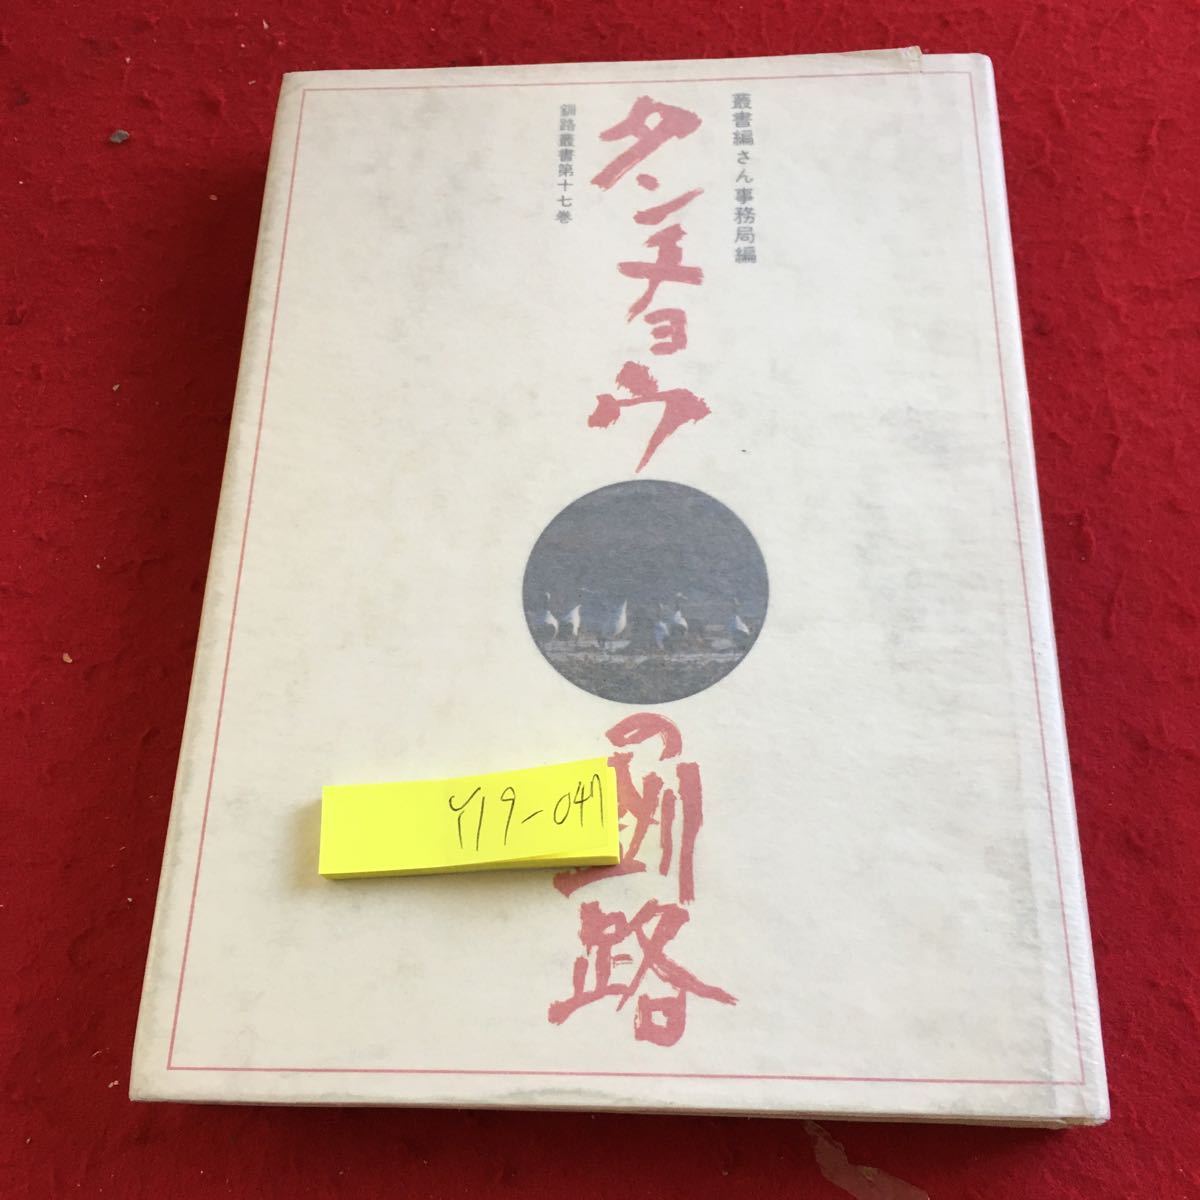 叢書編さん事務局編
タンチョウの釧路
釧路叢書第十七巻
Y19-047